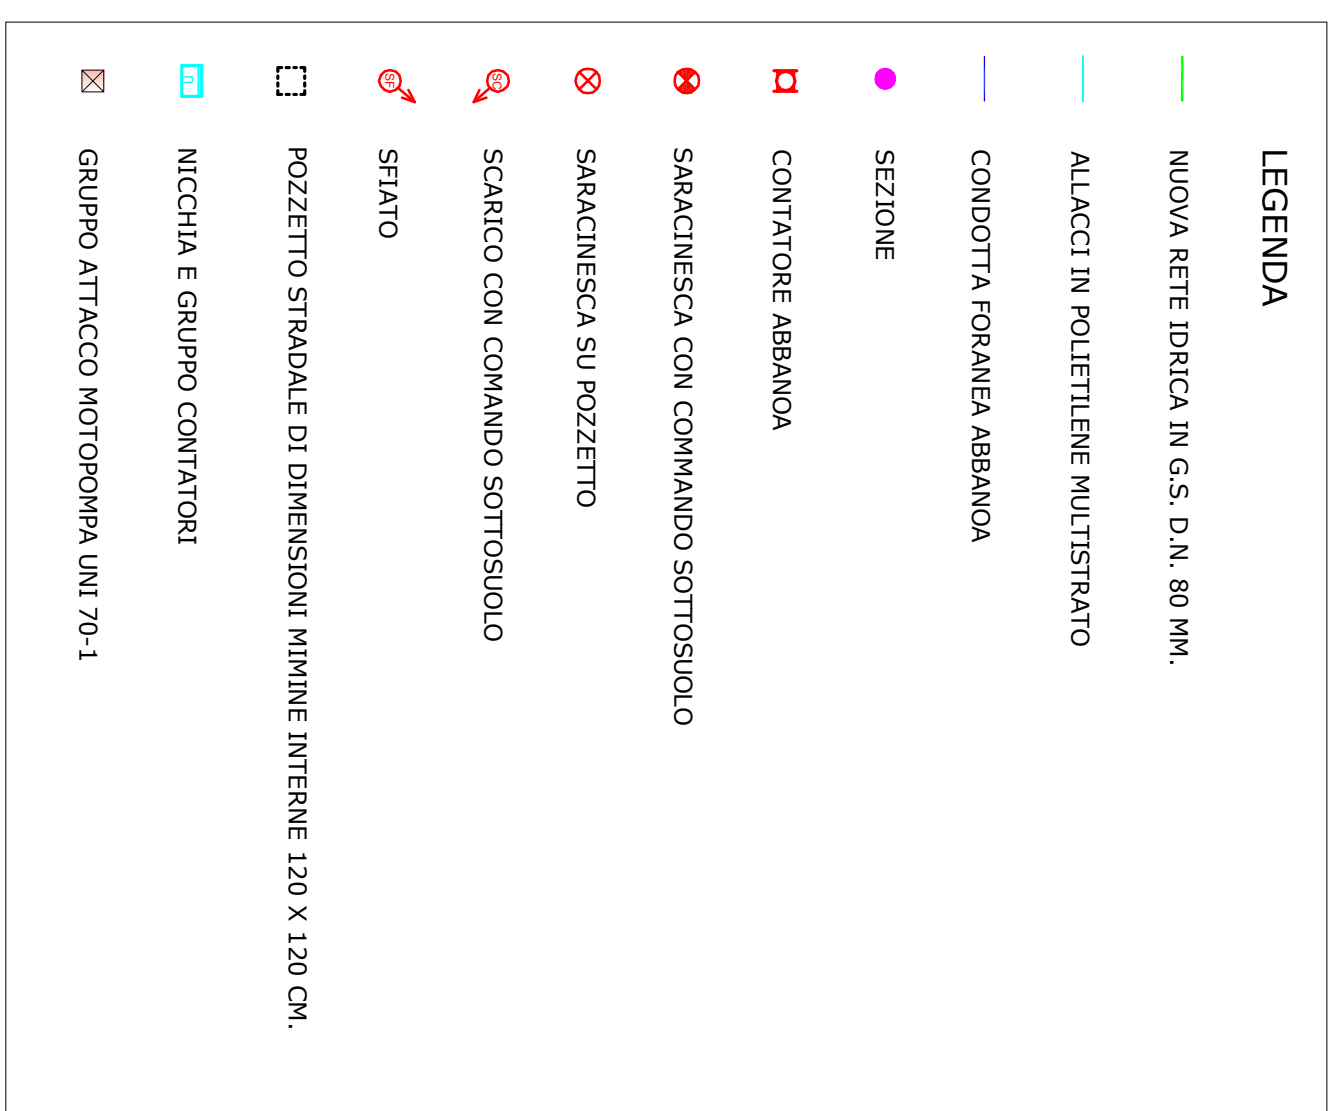 LEGENDA
NUOVA RETE IDRICA IN G.S. D.N. 80 MM.
ALLACCI IN POLIETILENE MULTISTRATO
CONDOTTA FORANEA ABBANOA
SEZIONE
CONTATORE ABBANOA
SARACINESCA CON COMMANDO SOTTOSUOLO
SARACINESCA SU POZZETTO
SC SCARICO CON COMANDO SOTTOSUOLO
SF SFIATO
POZZETTO STRADALE DI DIMENSIONI MIMINE INTERNE 120 X 120 CM.
n NICCHIA E GRUPPO CONTATORI
GRUPPO ATTACCO MOTOPOMPA UNI 70-1